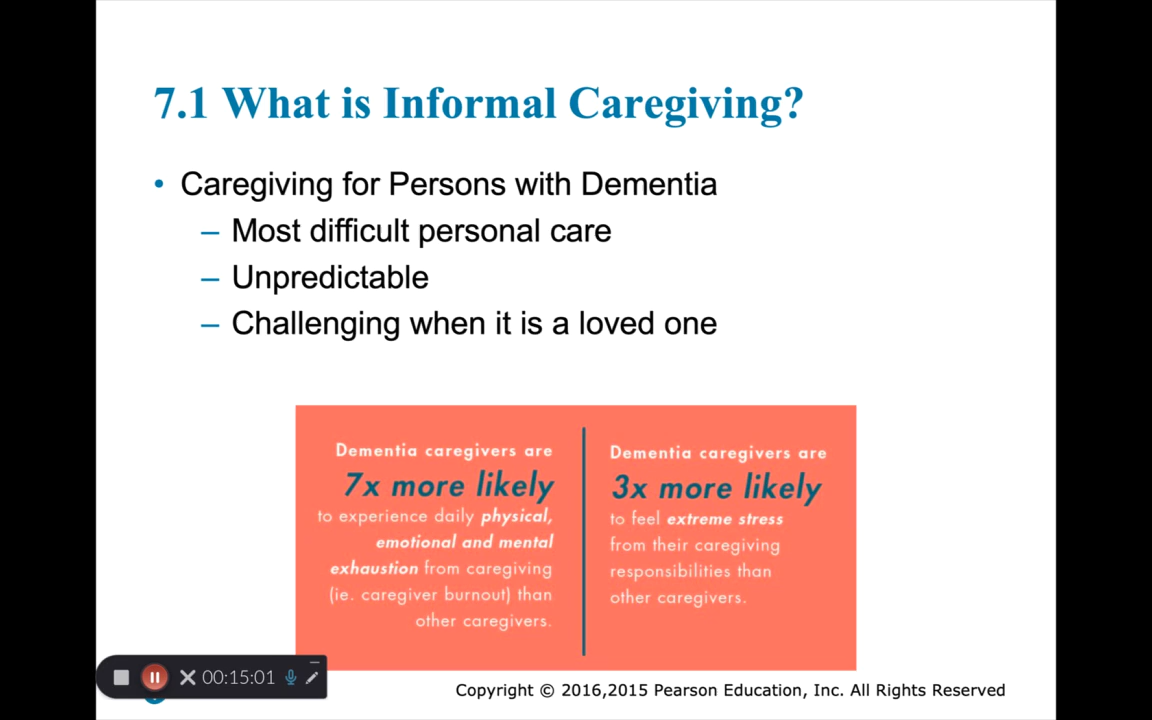 7.1 What is Informal Caregiving?
• Caregiving for Persons with Dementia
– Most difficult personal care
– Unpredictable
– Challenging when it is a loved one
Dementia caregivers are
7x more likely
to experience daily physical,
emotional and mental
exhaustion from caregiving
(ie. caregiver burnout) than
other caregivers.
Dementia caregivers are
3x more likely
to feel extreme stress
from their caregiving
responsibilities than
other caregivers.
00:15:01
Copyright © 2016,2015 Pearson Education, Inc. All Rights Reserved